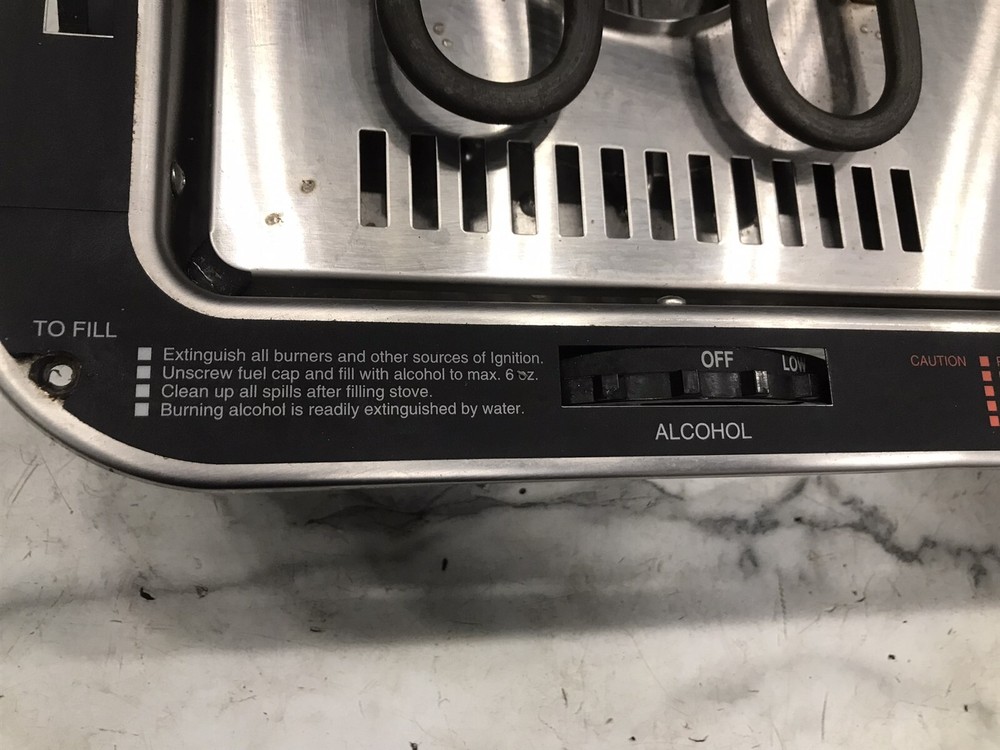 TO FILL
Extinguish all burners and other sources of Ignition.
Unscrew fuel cap and fill with alcohol to max. 6 oz.
Clean up all spills after filling stove.
Burning alcohol is readily extinguished by water.
OFF LOW
ALCOHOL
CAUTION